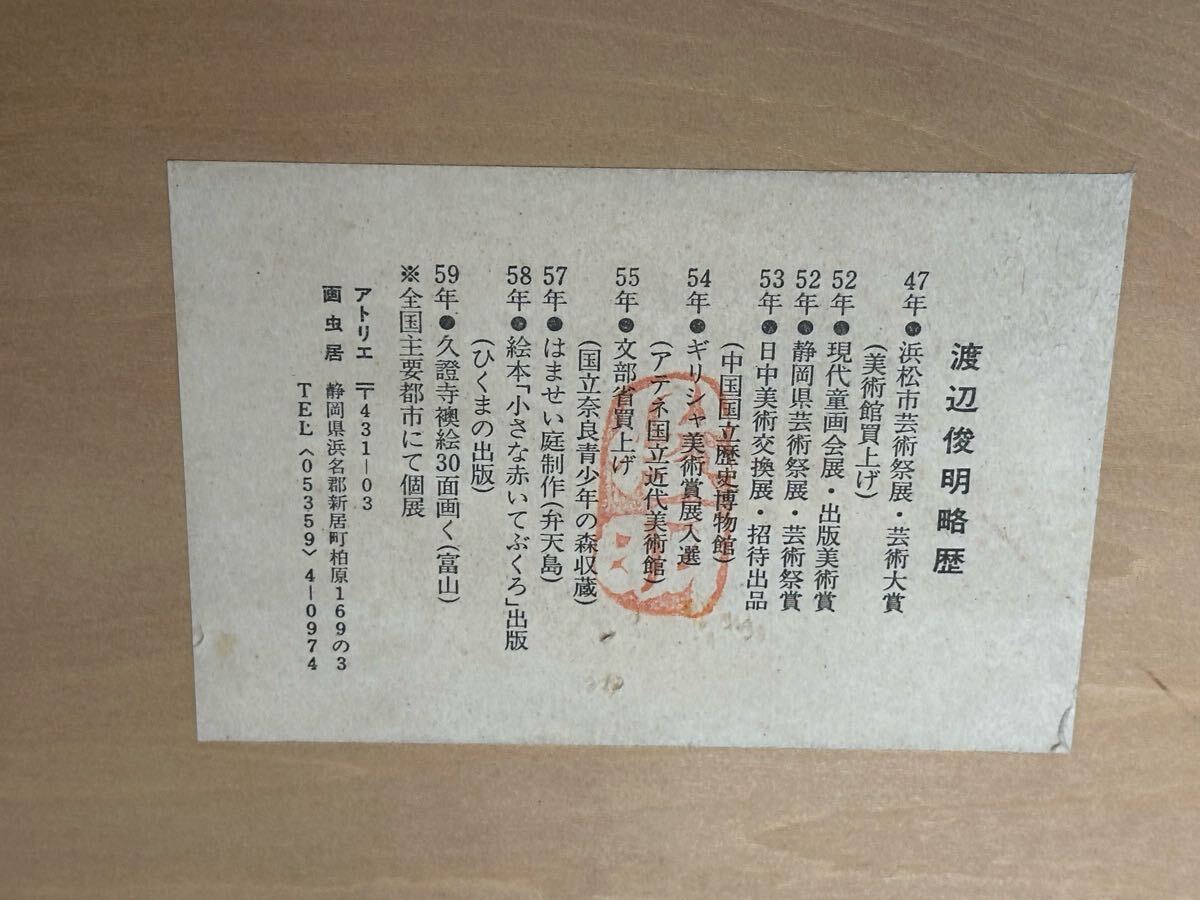 渡辺俊明略歴
47年●浜松市芸術祭展・芸術大賞
(美術館買上げ)
52年●現代童画会展・出版美術賞
52年●静岡県芸術祭展・芸術祭賞
53年●日中美術交換展・招待出品
(中国国立歴史博物館)
54年●ギリシャ美術賞展入選
(アテネ国立近代美術館)
55年●文部省買上げ
(国立奈良青少年の森収蔵)
57年●はませい庭制作(弁天島)
58年●絵本「小さな赤いてぶくろ」出版
(ひくまの出版)
59年●久證寺襖絵30面画く(富山)
※全国主要都市にて個展
アトリエ 〒431-03
画虫居 静岡県浜名郡新居町柏原169の3
TEL〈05359〉4-0974